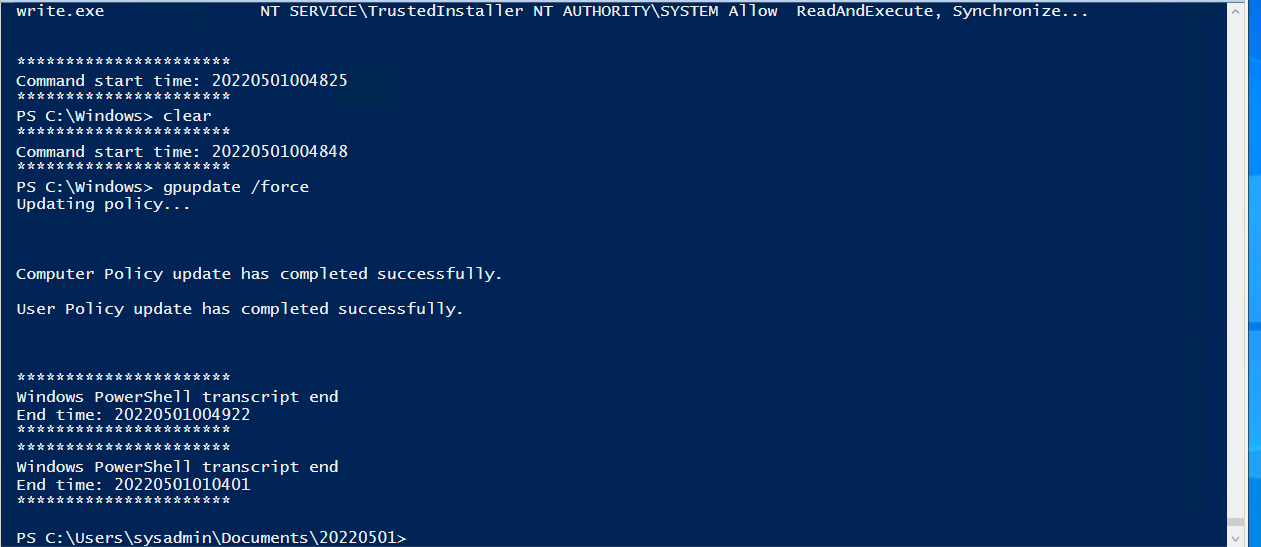 write.exe NT SERVICE\TrustedInstaller NT AUTHORITY\SYSTEM Allow ReadAndExecute, Synchronize...
**********************
Command start time: 20220501004825
**********************
PS C:\Windows> clear
**********************
Command start time: 20220501004848
**********************
PS C:\Windows> gpupdate /force
Updating policy...
Computer Policy update has completed successfully.
User Policy update has completed successfully.
**********************
Windows PowerShell transcript end
End time: 20220501004922
**********************
**********************
Windows PowerShell transcript end
End time: 20220501010401
**********************
PS C:\Users\sysadmin\Documents\20220501>